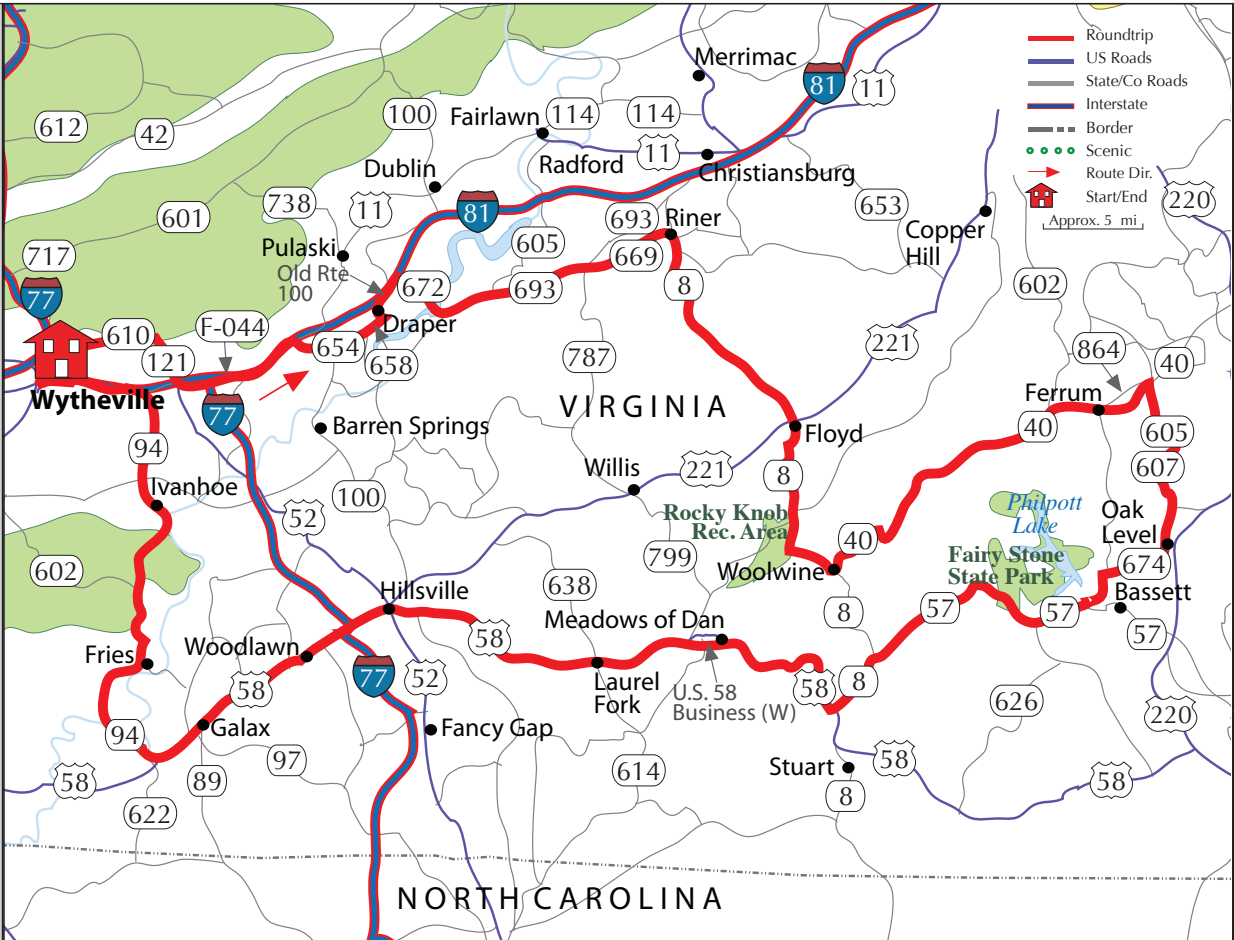 Roundtrip
US Roads
State/Co Roads
Interstate
Border
Scenic
Route Dir.
Start/End
Approx. 5 mi
Merrimac
81
11
100
Fairlawn
114
114
612
42
Radford
11
Christiansburg
Dublin
738
11
81
601
693
Riner
653
Copper
Hill
220
605
669
Pulaski
Old Rte
100
717
77
672
693
8
602
610
F-044
Draper
121
654
658
787
221
864
40
Wytheville
77
VIRGINIA
Ferrum
Barren Springs
Floyd
40
605
94
Willis
221
8
607
Ivanhoe
100
52
Rocky Knob
Rec. Area
Philpott
Lake
Oak
Level
40
799
Woolwine
Fairy Stone
State Park
674
602
638
Bassett
Hillsville
8
57
57
57
Meadows of Dan
58
Woodlawn
Fries
77
52
Laurel
Fork
U.S. 58
Business (W)
58
8
626
58
Galax
Fancy Gap
94
97
220
58
89
614
Stuart
58
58
8
622
NORTH CAROLINA